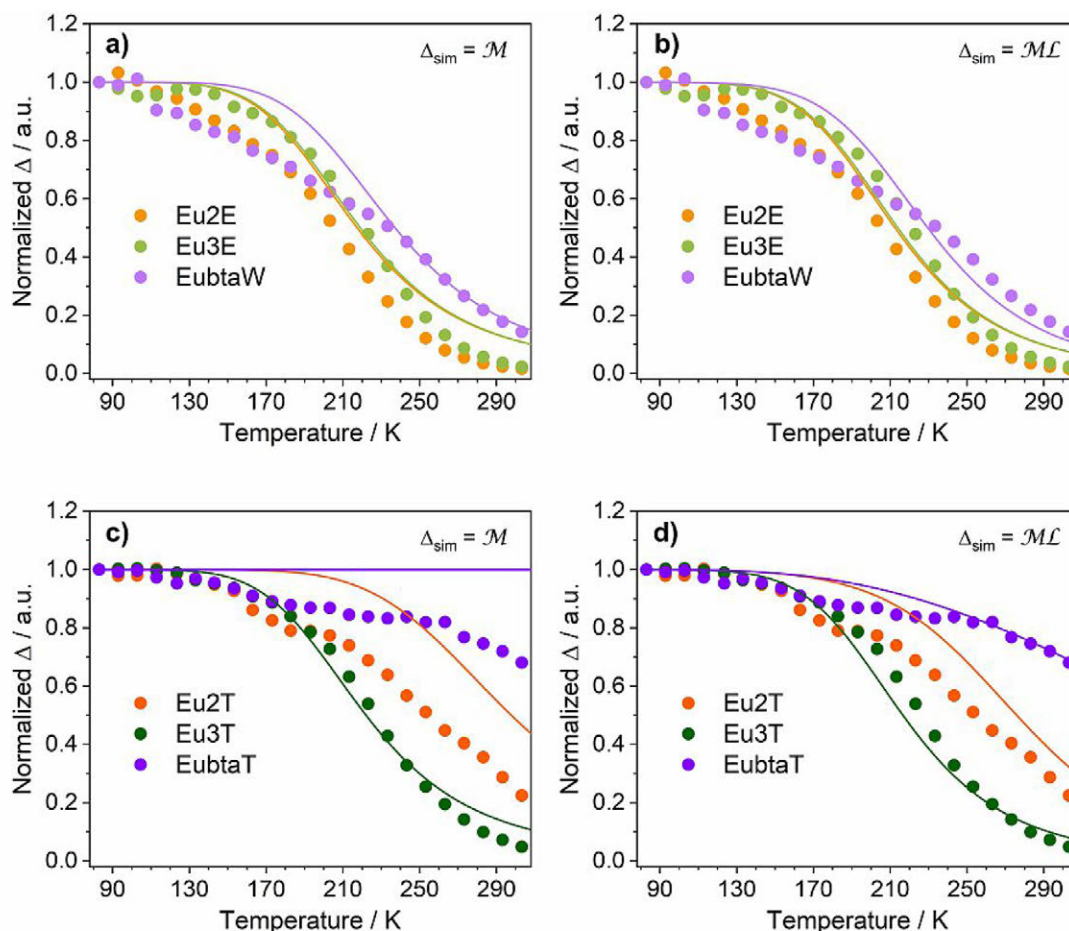 a)
Δsim = ℳ
Normalized Δ / a.u.
1.2
1.0
0.8
0.6
0.4
0.2
0.0
Eu2E
Eu3E
EubtaW
90 130 170 210 250 290
Temperature / K
b)
Δsim = ℳℒ
Normalized Δ / a.u.
1.2
1.0
0.8
0.6
0.4
0.2
0.0
Eu2E
Eu3E
EubtaW
90 130 170 210 250 290
Temperature / K
c)
Δsim = ℳ
Normalized Δ / a.u.
1.2
1.0
0.8
0.6
0.4
0.2
0.0
Eu2T
Eu3T
EubtaT
90 130 170 210 250 290
Temperature / K
d)
Δsim = ℳℒ
Normalized Δ / a.u.
1.2
1.0
0.8
0.6
0.4
0.2
0.0
Eu2T
Eu3T
EubtaT
90 130 170 210 250 290
Temperature / K